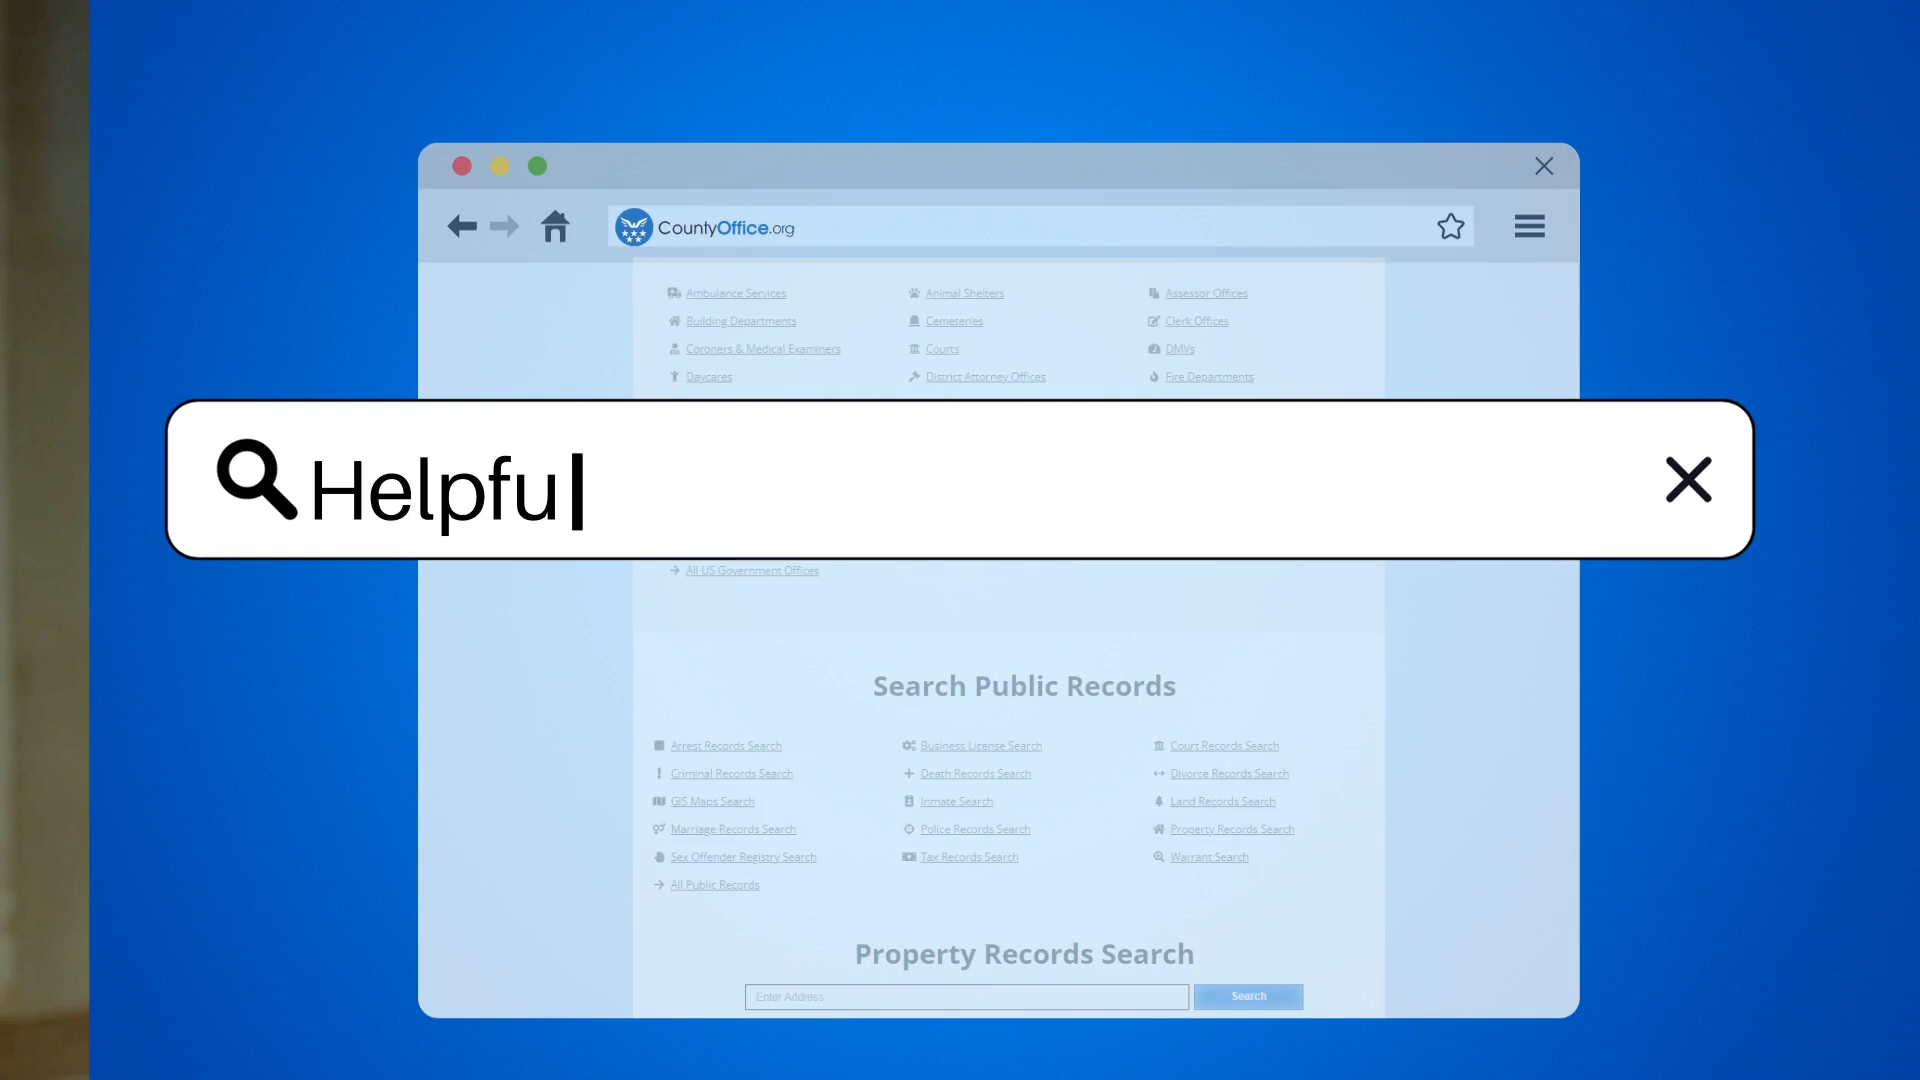 CountyOffice.org
Ambulance Services Animal Shelters Assessor Offices
Building Departments Cemeteries Clerk Offices
Coroners & Medical Examiners Courts DMVs
Daycares District Attorney Offices Fire Departments
Helpfu
All US Government Offices
Search Public Records
Arrest Records Search Business License Search Court Records Search
Criminal Records Search Death Records Search Divorce Records Search
GIS Maps Search Inmate Search Land Records Search
Marriage Records Search Police Records Search Property Records Search
Sex Offender Registry Search Tax Records Search Warrant Search
All Public Records
Property Records Search
Enter Address Search